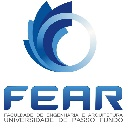 FEAR
FACULDADE DE ENGENHARIA E ARQUITETURA
UNIVERSIDADE DE PASSO FUNDO